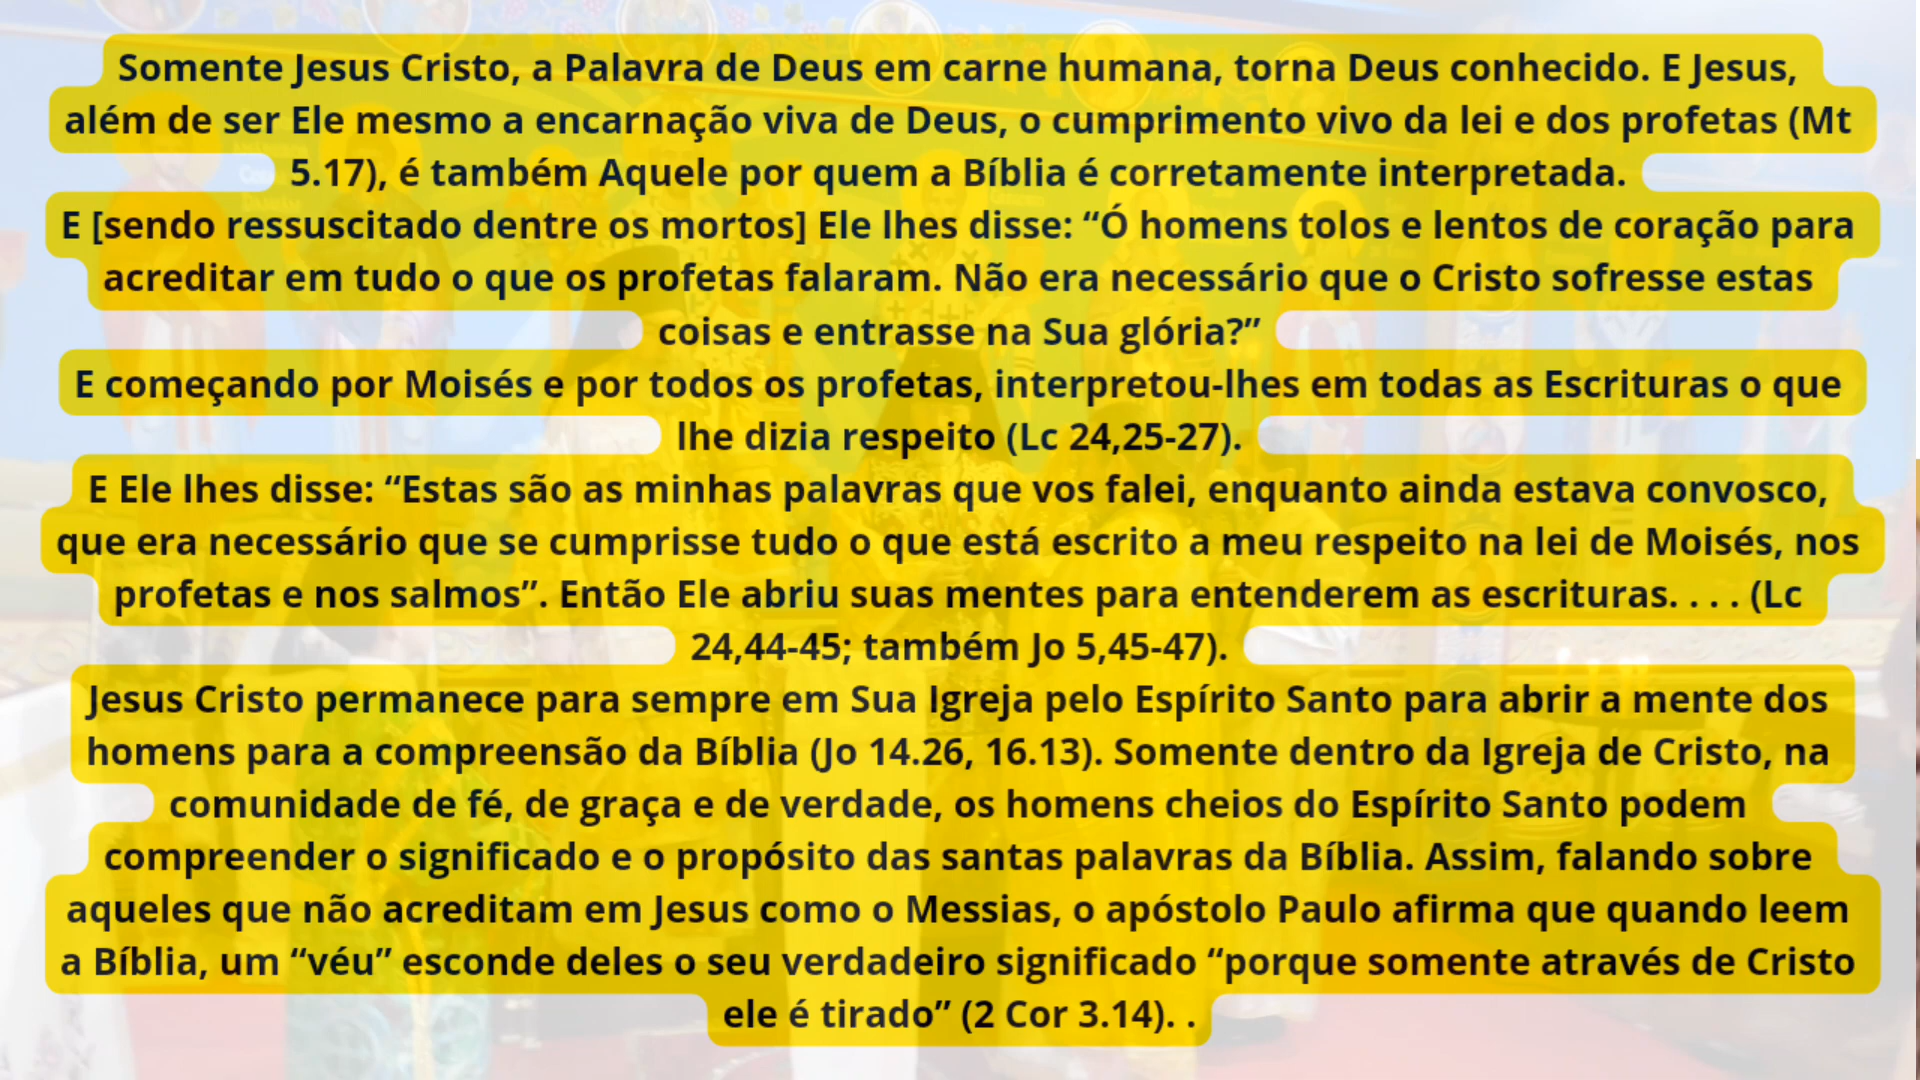 Somente Jesus Cristo, a Palavra de Deus em carne humana, torna Deus conhecido. E Jesus,
além de ser Ele mesmo a encarnação viva de Deus, o cumprimento vivo da lei e dos profetas (Mt
5.17), é também Aquele por quem a Bíblia é corretamente interpretada.
E [sendo ressuscitado dentre os mortos] Ele lhes disse: “Ó homens tolos e lentos de coração para
acreditar em tudo o que os profetas falaram. Não era necessário que o Cristo sofresse estas
coisas e entrasse na Sua glória?”
E começando por Moisés e por todos os profetas, interpretou-lhes em todas as Escrituras o que
lhe dizia respeito (Lc 24,25-27).
E Ele lhes disse: “Estas são as minhas palavras que vos falei, enquanto ainda estava convosco,
que era necessário que se cumprisse tudo o que está escrito a meu respeito na lei de Moisés, nos
profetas e nos salmos”. Então Ele abriu suas mentes para entenderem as escrituras. . . . (Lc
24,44-45; também Jo 5,45-47).
Jesus Cristo permanece para sempre em Sua Igreja pelo Espírito Santo para abrir a mente dos
homens para a compreensão da Bíblia (Jo 14.26, 16.13). Somente dentro da Igreja de Cristo, na
comunidade de fé, de graça e de verdade, os homens cheios do Espírito Santo podem
compreender o significado e o propósito das santas palavras da Bíblia. Assim, falando sobre
aqueles que não acreditam em Jesus como o Messias, o apóstolo Paulo afirma que quando leem
a Bíblia, um “véu” esconde deles o seu verdadeiro significado “porque somente através de Cristo
ele é tirado” (2 Cor 3.14). .